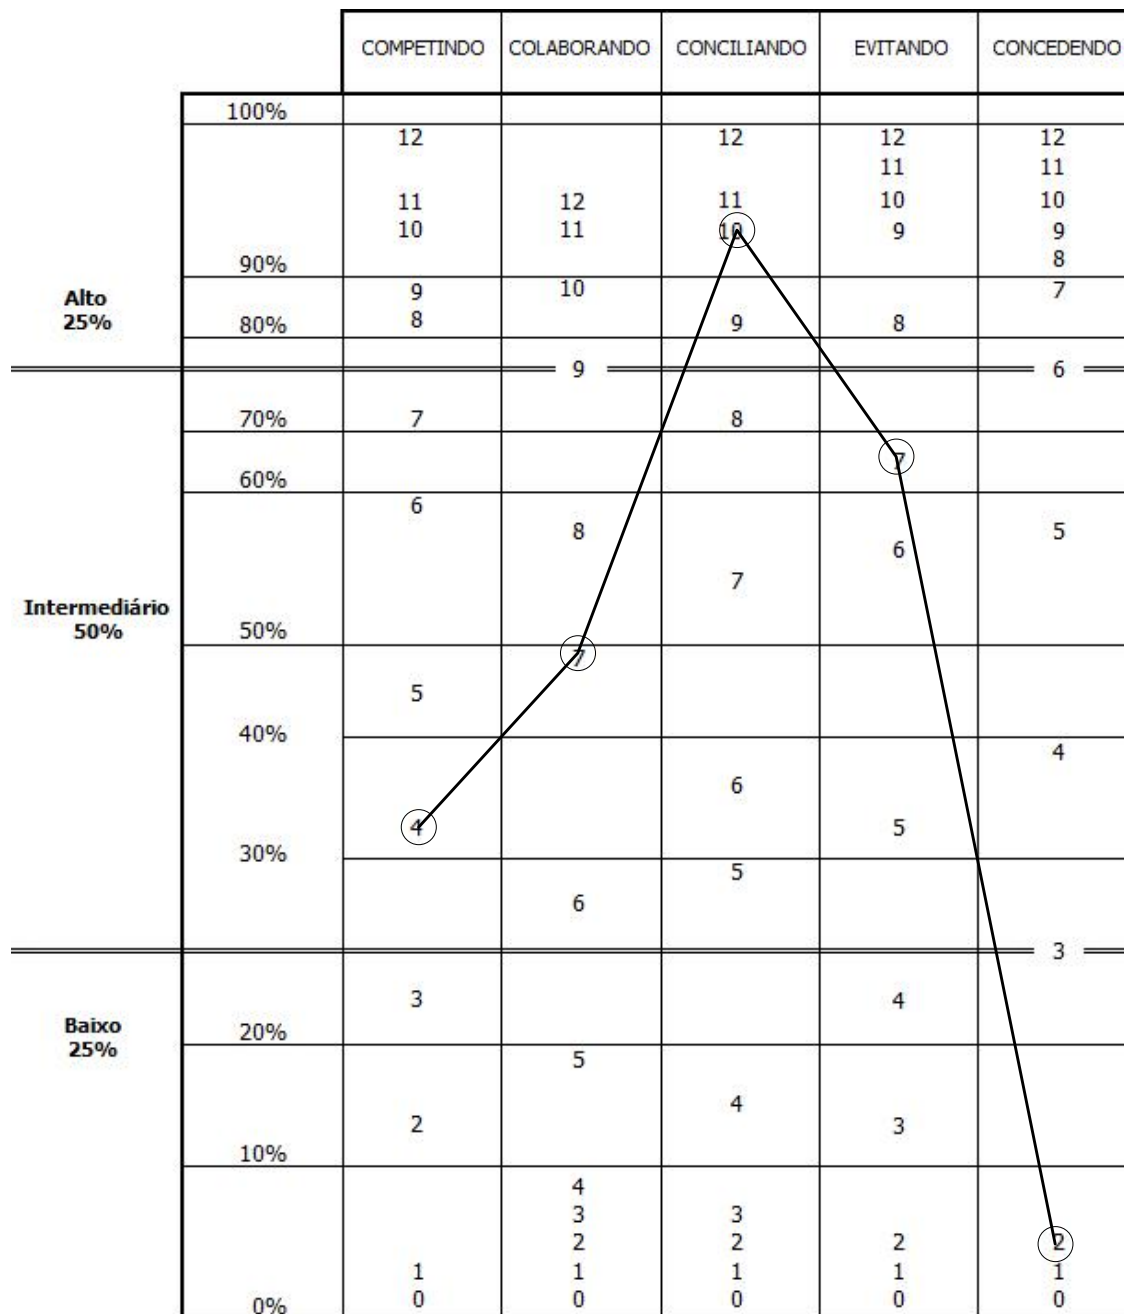 COMPETINDO COLABORANDO CONCILIANDO EVITANDO CONCEDENDO
100%
12 12 12 12
11 11
11 12 11 10 10
10 11 10 9 9
90% 8
Alto 9 10 7
25% 80% 8 9 8
9 6
70% 7 8
7
60%
6
8 5
6
7
Intermediário
50% 50%
7
5
40%
4
6
4 5
30%
5
6
3
3 4
Baixo
25% 20%
5
4
2 3
10%
4
3 3
2 2 2 2
1 1 1 1 1
0% 0 0 0 0 0